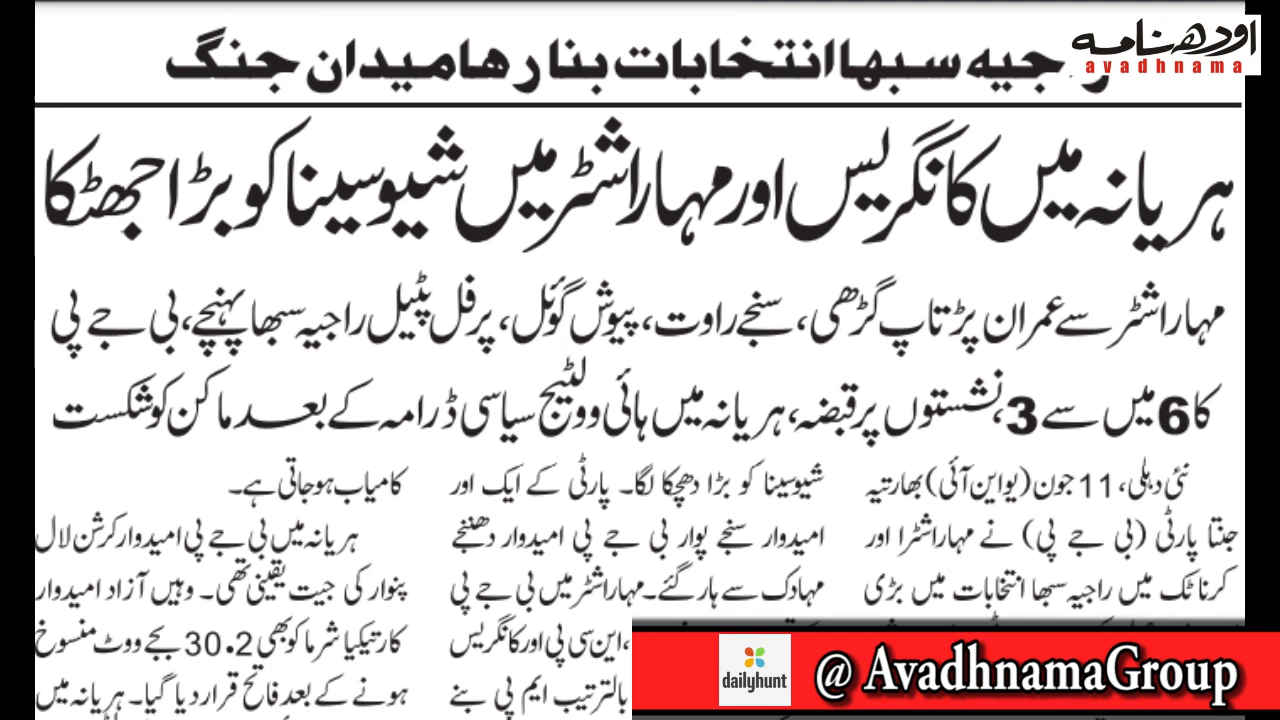 اودھنامہ
avadhnama
راجیہ سبھا انتخابات بنا رہا میدان جنگ
ہریانہ میں کانگریس اور مہاراشٹر میں شیوسینا کو بڑا جھٹکا
مہاراشٹر سے عمران پڑتاپ گڑھی، سنجے راوت، پیوش گوئل، پرفل پٹیل راجیہ سبھا پہنچے، بی جے پی
کا 6 میں سے 3، نشستوں پر قبضہ، ہریانہ میں ہائی وولٹیج سیاسی ڈرامہ کے بعد ماکن کو شکست
نئی دہلی، 11 جون (یو این آئی) بھارتیہ
جنتا پارٹی (بی جے پی) نے مہاراشٹرا اور
کرناٹک میں راجیہ سبھا انتخابات میں بڑی
شیوسینا کو بڑا دھچکا لگا۔ پارٹی کے ایک اور
امیدوار سنجے پوار بی جے پی امیدوار دھننجے
مہادک سے ہار گئے۔ مہاراشٹر میں بی جے پی
،این سی پی اور کانگریس
بالترتیب ایم پی بنے
کامیاب ہوجاتی ہے۔
ہریانہ میں بی جے پی امیدوار کرشن لال
پنوار کی جیت یقینی تھی۔ وہیں آزاد امیدوار
کارتیکیا شرما کو بھی 30.2 بجے ووٹ منسوخ
ہونے کے بعد فاتح قرار دیا گیا۔ ہریانہ میں
dailyhunt
@ AvadhnamaGroup